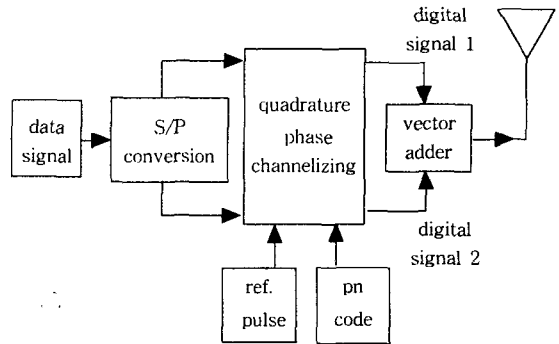 digital
signal 1
data
signal
S/P
conversion
quadrature
phase
channelizing
vector
adder
digital
signal 2
ref.
pulse
pn
code